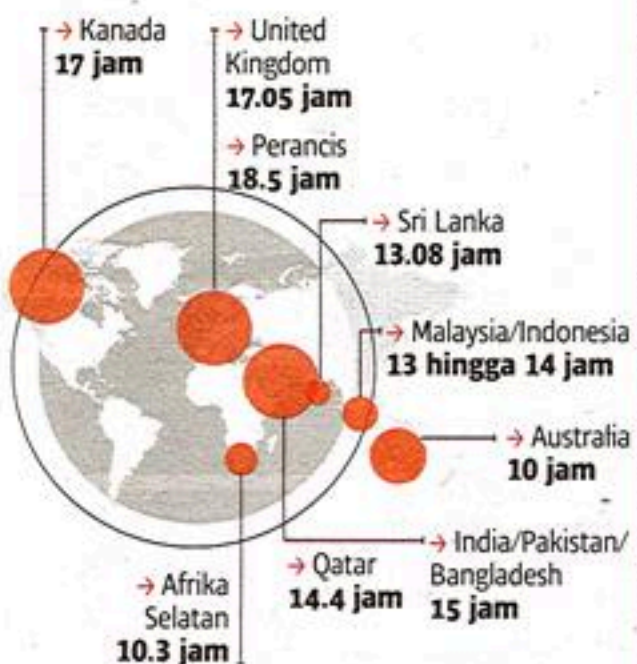 → Kanada
17 jam
→ United
Kingdom
17.05 jam
→ Perancis
18.5 jam
→ Sri Lanka
13.08 jam
→ Malaysia/Indonesia
13 hingga 14 jam
→ Australia
10 jam
→ India/Pakistan/
Bangladesh
15 jam
→ Qatar
14.4 jam
→ Afrika
Selatan
10.3 jam